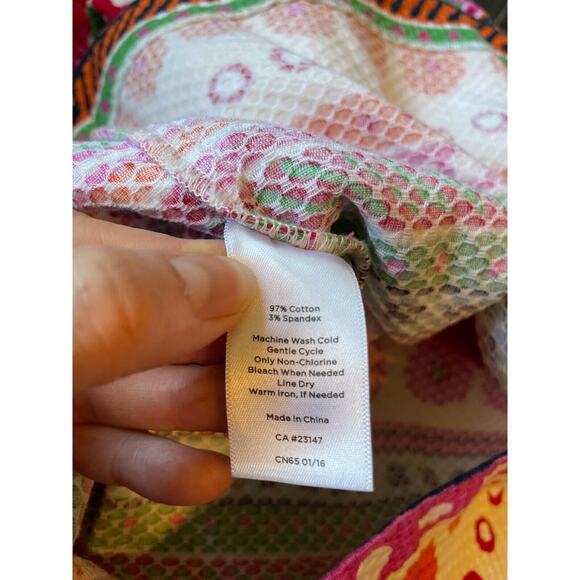 97% Cotton
3% Spandex
Machine Wash Cold
Gentle Cycle
Only Non-Chlorine
Bleach When Needed
Line Dry
Warm Iron, If Needed
Made in China
CA #23147
CN65 01/16